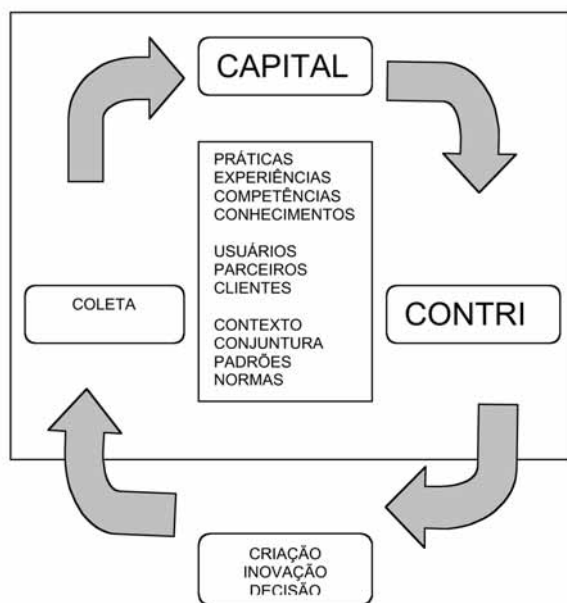 CAPITAL
PRÁTICAS
EXPERIÊNCIAS
COMPETÊNCIAS
CONHECIMENTOS
USUÁRIOS
PARCEIROS
CLIENTES
CONTEXTO
CONJUNTURA
PADRÕES
NORMAS
COLETA
CONTRI
CRIAÇÃO
INOVAÇÃO
DECISÃO